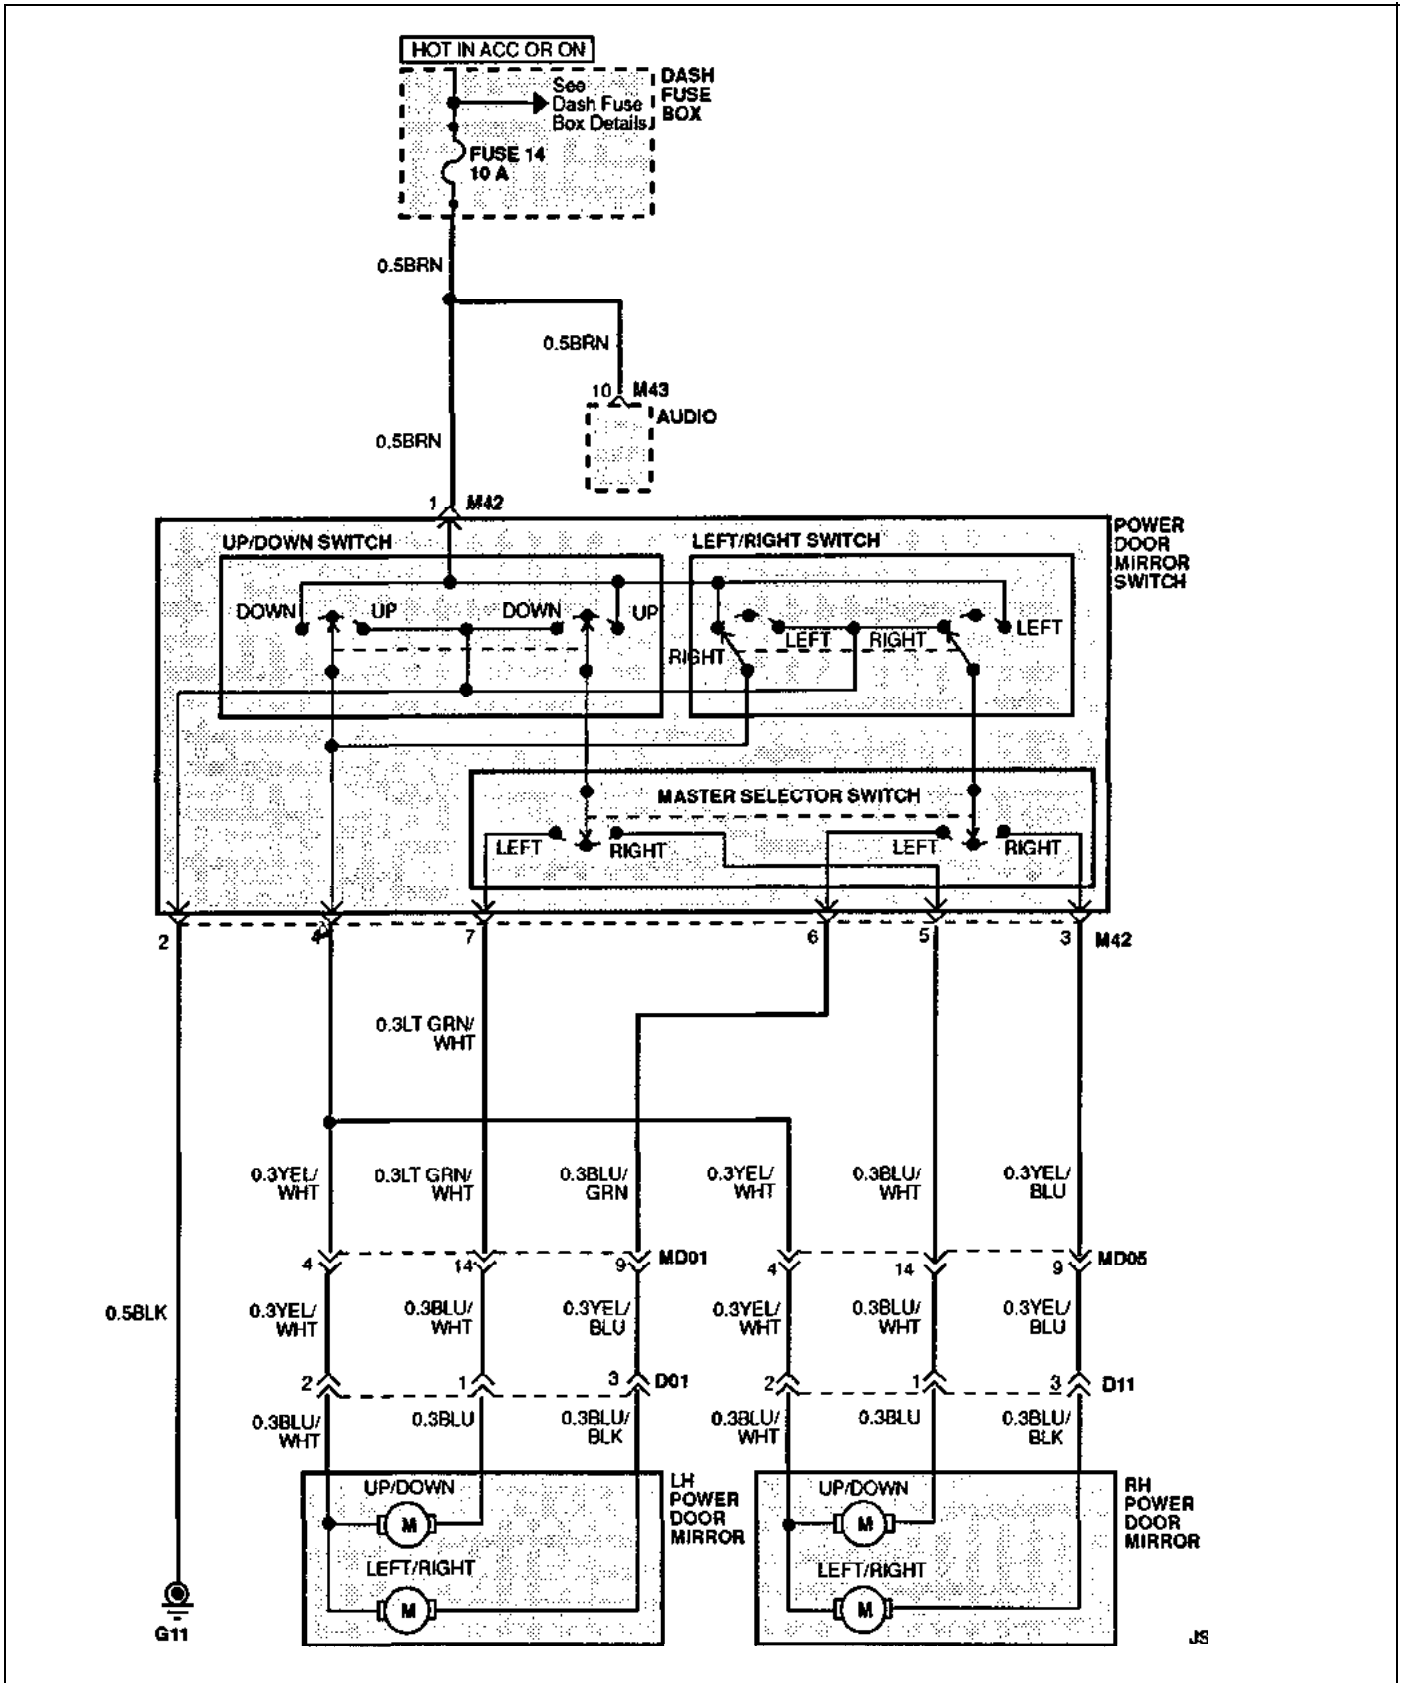 HOT IN ACC OR ON
DASH
FUSE
BOX
See
Dash Fuse
Box Details
FUSE 14
10 A
0.5BRN
0.5BRN
10 M43
AUDIO
0.5BRN
1 M42
POWER
DOOR
MIRROR
SWITCH
UP/DOWN SWITCH
LEFT/RIGHT SWITCH
DOWN UP DOWN UP
RIGHT LEFT RIGHT LEFT
MASTER SELECTOR SWITCH
LEFT RIGHT LEFT RIGHT
2 4 7 6 5 3 M42
0.3LT GRN/
WHT
0.3YEL/
WHT
0.3LT GRN/
WHT
0.3BLU/
GRN
0.3YEL/
WHT
0.3BLU/
WHT
0.3YEL/
BLU
4 14 9 MD01
4 14 9 MD05
0.5BLK
0.3YEL/
WHT
0.3BLU/
WHT
0.3YEL/
BLU
0.3YEL/
WHT
0.3BLU/
WHT
0.3YEL/
BLU
2 1 3 D01
2 1 3 D11
0.3BLU/
WHT
0.3BLU
0.3BLU/
BLK
0.3BLU/
WHT
0.3BLU
0.3BLU/
BLK
UP/DOWN
M
LEFT/RIGHT
M
LH
POWER
DOOR
MIRROR
UP/DOWN
M
LEFT/RIGHT
M
RH
POWER
DOOR
MIRROR
G11
JS